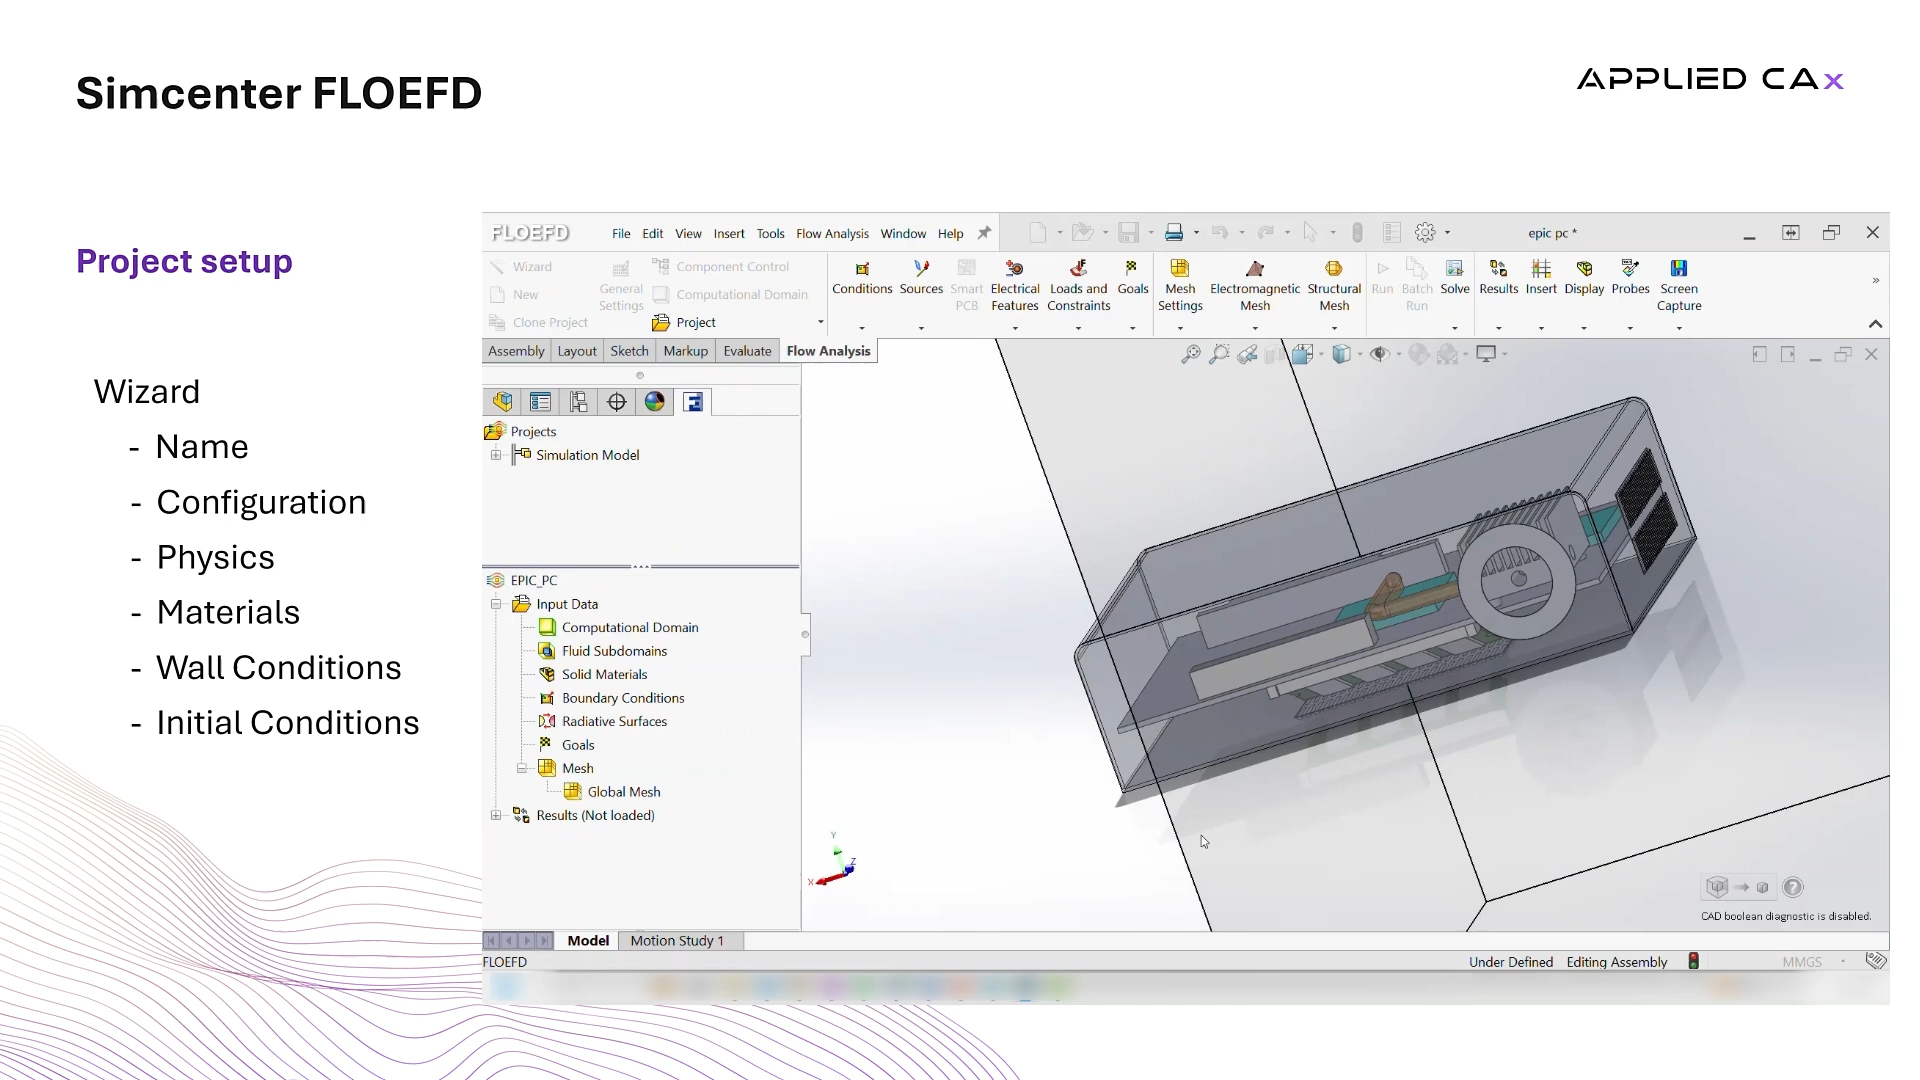 Simcenter FLOEFD
APPLIED CAx
Project setup
Wizard
- Name
- Configuration
- Physics
- Materials
- Wall Conditions
- Initial Conditions
FLOEFD
File Edit View Insert Tools Flow Analysis Window Help
epic pc *
Wizard
New
Clone Project
General
Settings
Component Control
Computational Domain
Project
Conditions
Sources
Smart
PCB
Electrical
Features
Loads and
Constraints
Goals
Mesh
Settings
Electromagnetic
Mesh
Structural
Mesh
Run
Batch
Run
Solve
Results
Insert
Display
Probes
Screen
Capture
»
Assembly Layout Sketch Markup Evaluate Flow Analysis
Projects
Simulation Model
EPIC_PC
Input Data
Computational Domain
Fluid Subdomains
Solid Materials
Boundary Conditions
Radiative Surfaces
Goals
Mesh
Global Mesh
Results (Not loaded)
Y
Z
X
?
CAD boolean diagnostic is disabled.
Model Motion Study 1
FLOEFD
Under Defined Editing Assembly MMGS